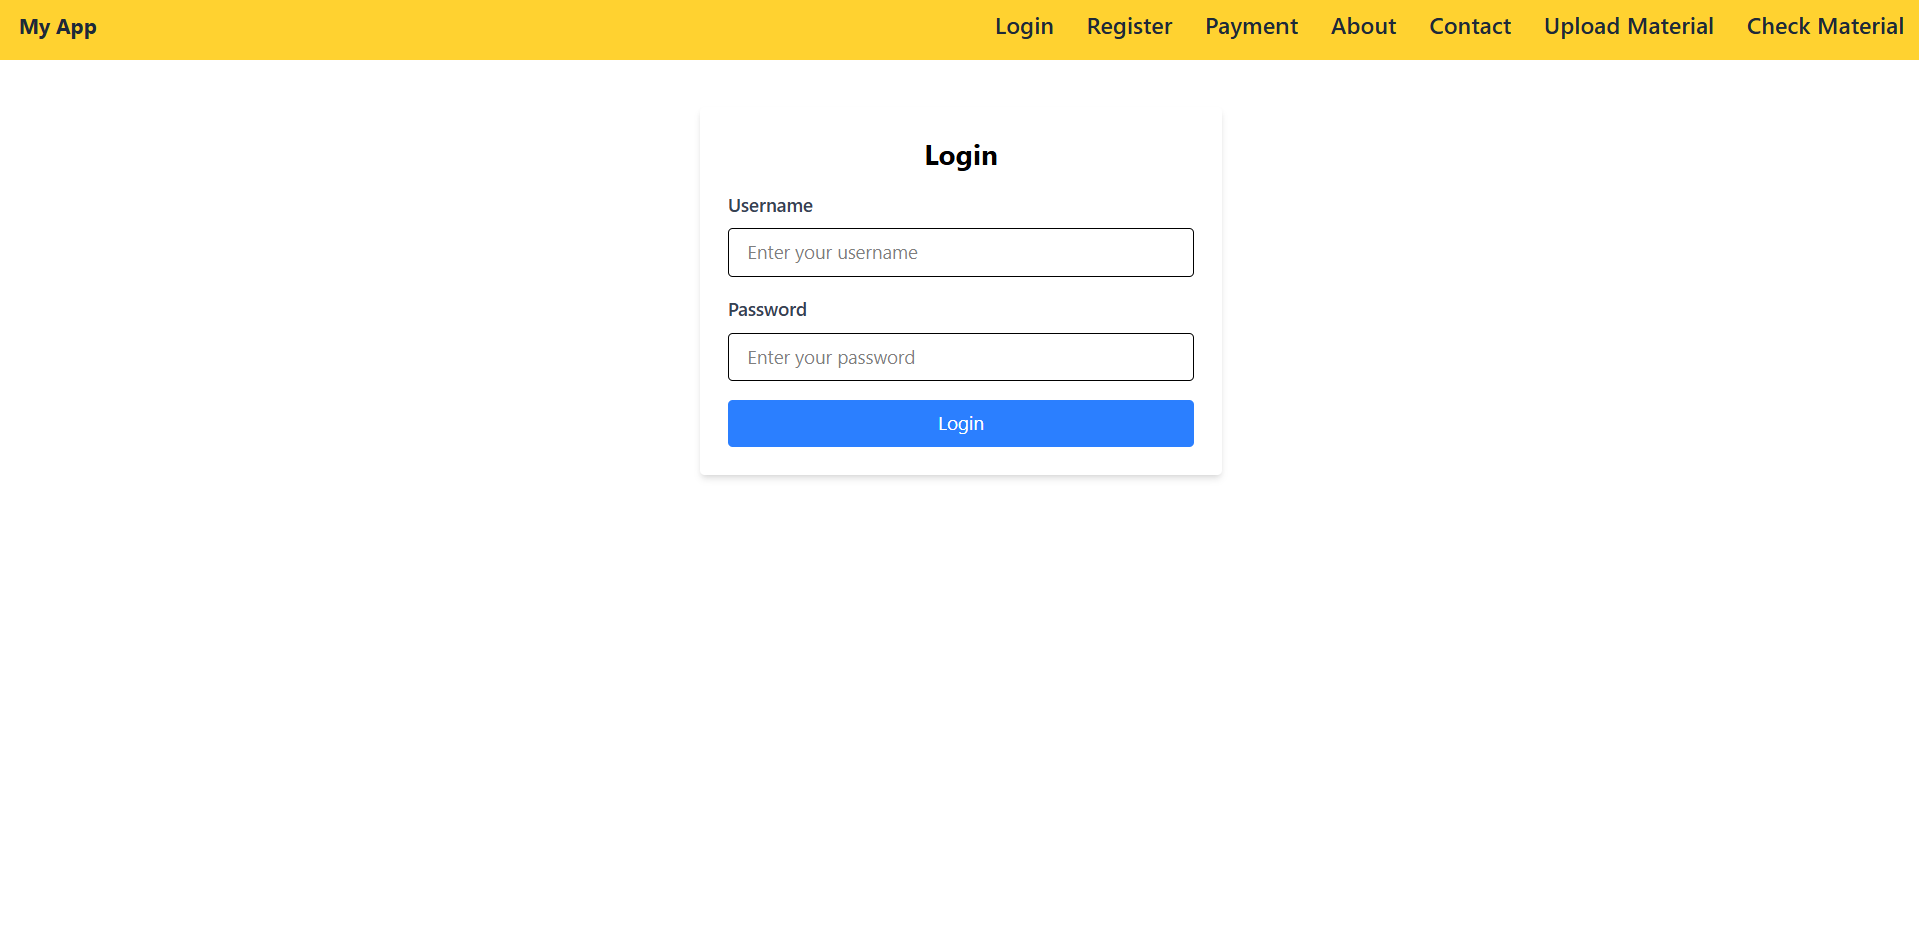 My App Login Register Payment About Contact Upload Material Check Material
Login
Username
Enter your username
Password
Enter your password
Login